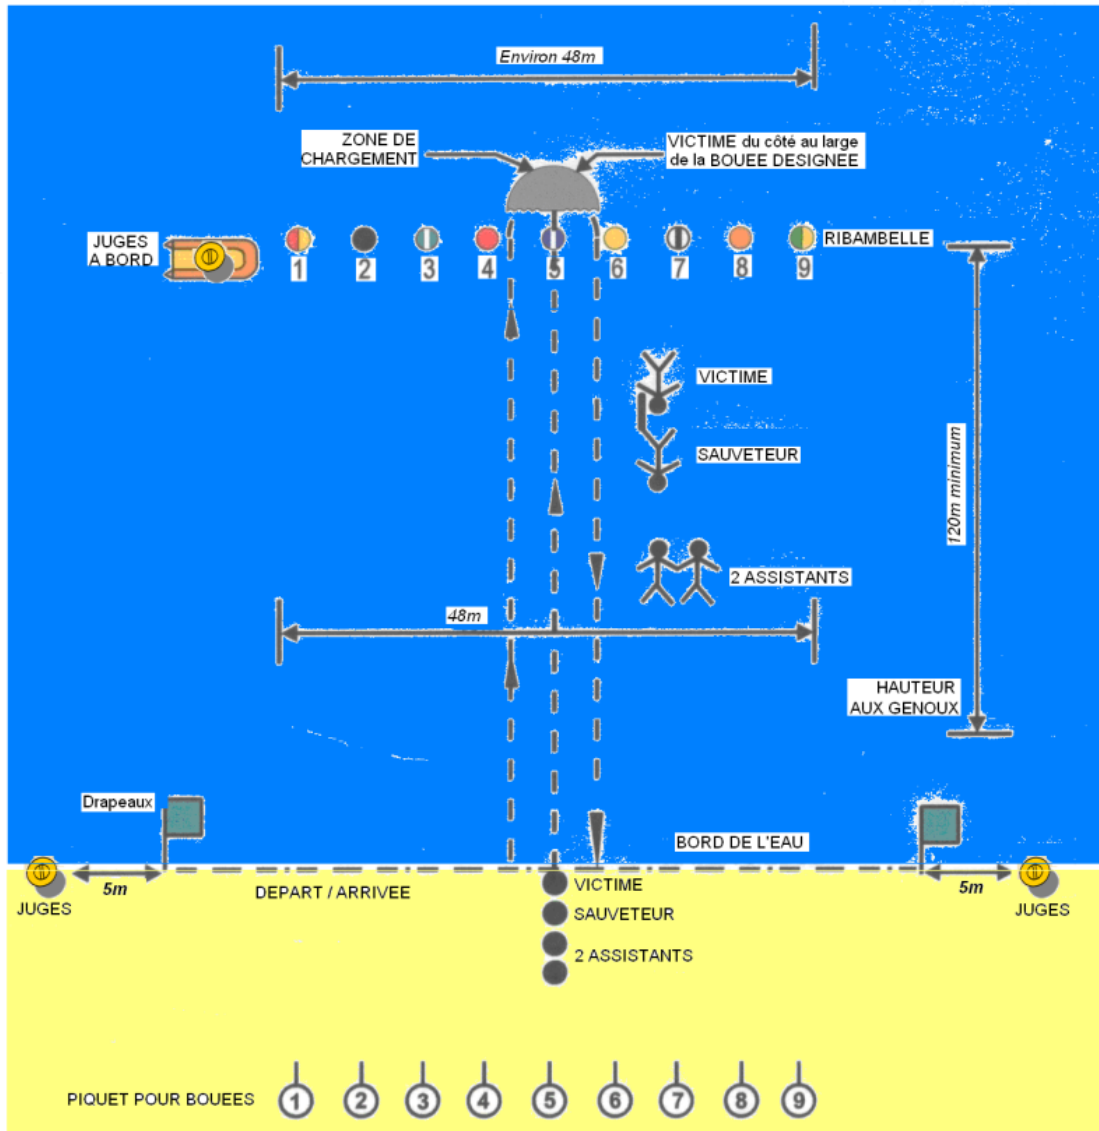 Environ 48m
ZONE DE
CHARGEMENT
VICTIME du côté au large
de la BOUEE DESIGNEE
JUGES
A BORD
RIBAMBELLE
1 2 3 4 5 6 7 8 9
VICTIME
SAUVETEUR
120m minimum
2 ASSISTANTS
48m
HAUTEUR
AUX GENOUX
Drapeaux
BORD DE L'EAU
5m
5m
JUGES
DEPART / ARRIVEE
VICTIME
JUGES
SAUVETEUR
2 ASSISTANTS
PIQUET POUR BOUEES 1 2 3 4 5 6 7 8 9